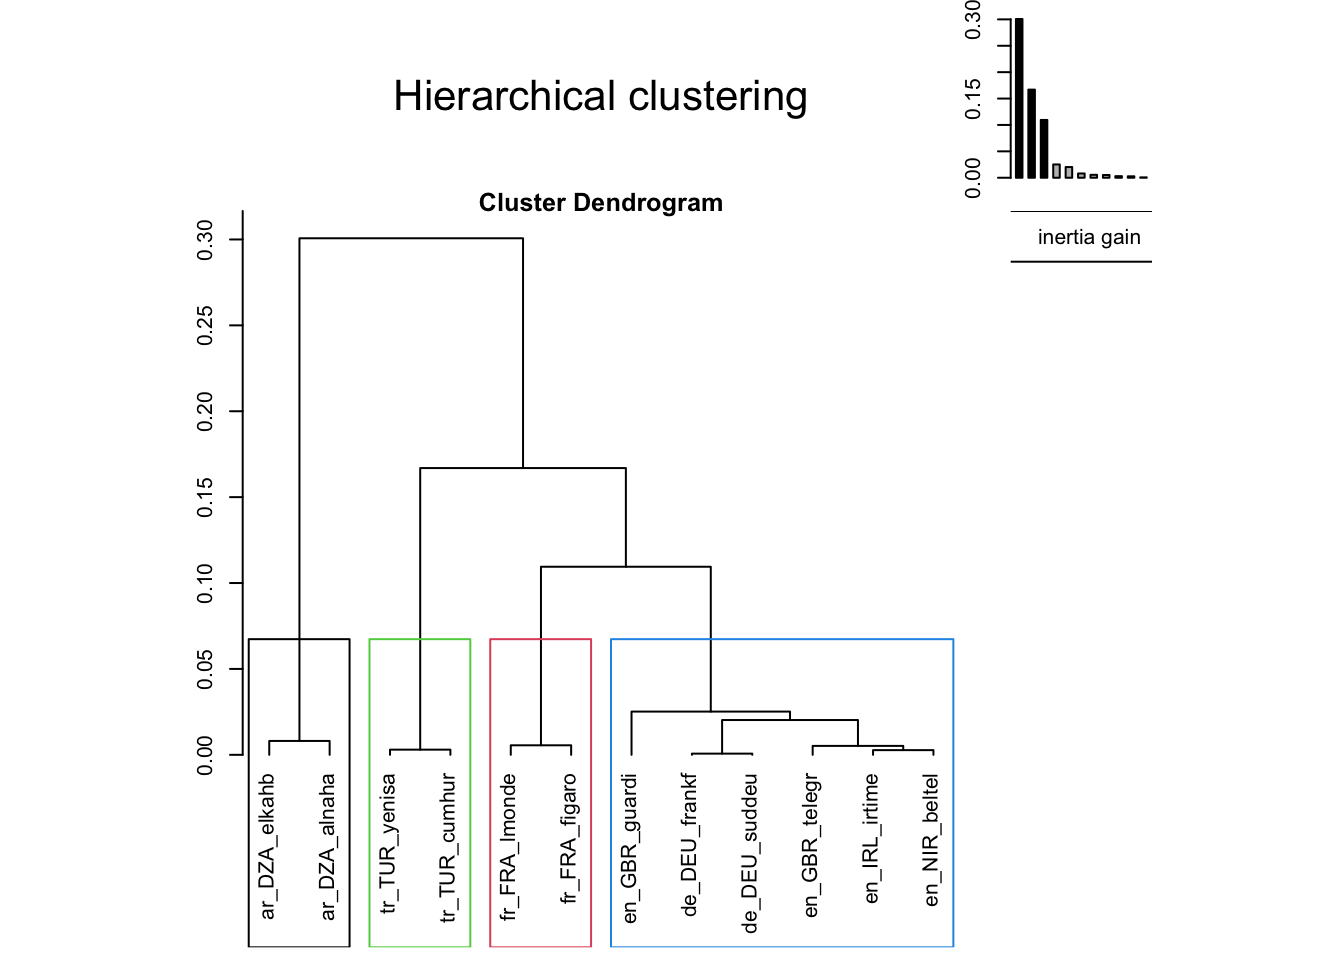 Hierarchical clustering
0.30
0.15
0.00
inertia gain
Cluster Dendrogram
0.30
0.25
0.20
0.15
0.10
0.05
0.00
ar_DZA_elkahb
ar_DZA_alnaha
tr_TUR_yenisa
tr_TUR_cumhur
fr_FRA_lmonde
fr_FRA_figaro
en_GBR_guardi
de_DEU_frankf
de_DEU_suddeu
en_GBR_telegr
en_IRL_irtime
en_NIR_beltel